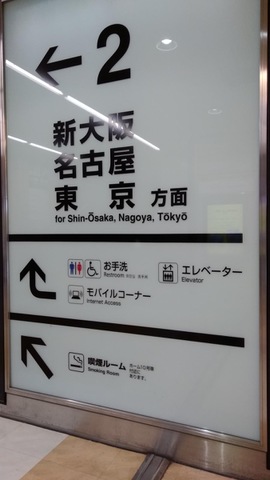 ← 2
新大阪
名古屋
東京 方面
for Shin-Ōsaka, Nagoya, Tōkyō
お手洗 エレベーター
Restroom Elevator
モバイルコーナー
Internet Access
喫煙ルーム
Smoking Room